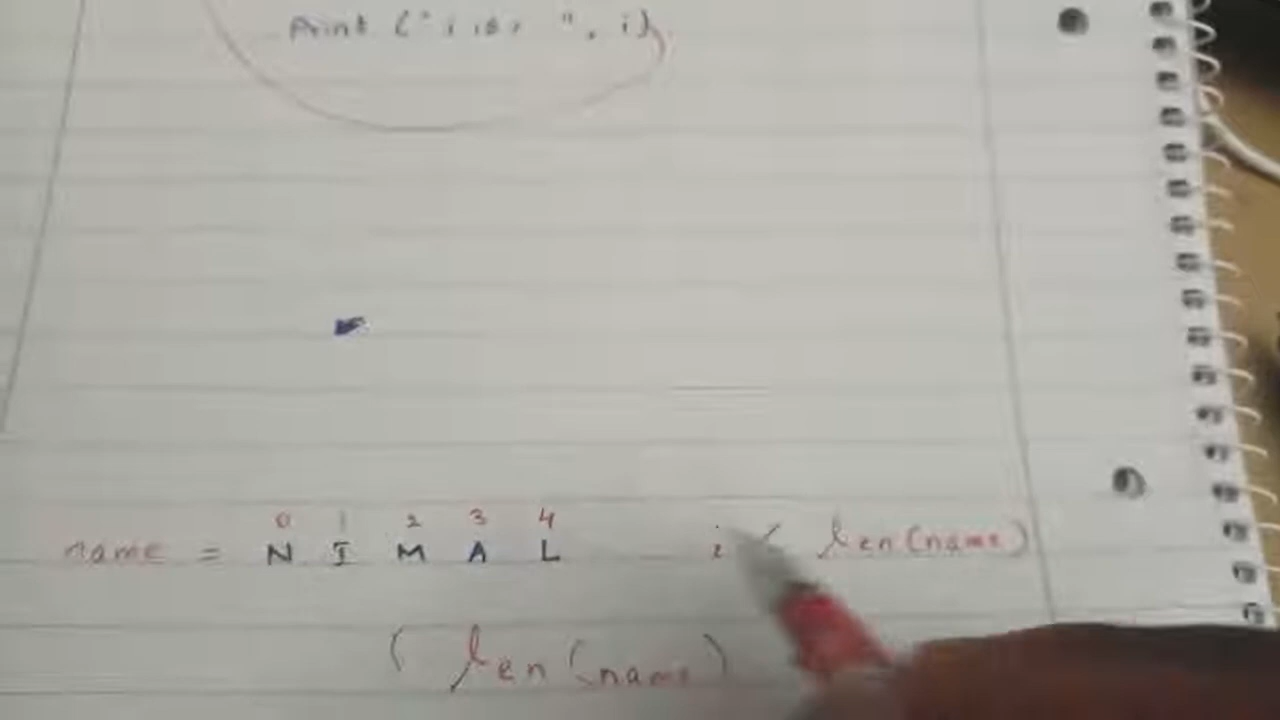 Print ("i is: ", i)
0 1 2 3 4
name = N I M A L i < len(name)
( len(name)